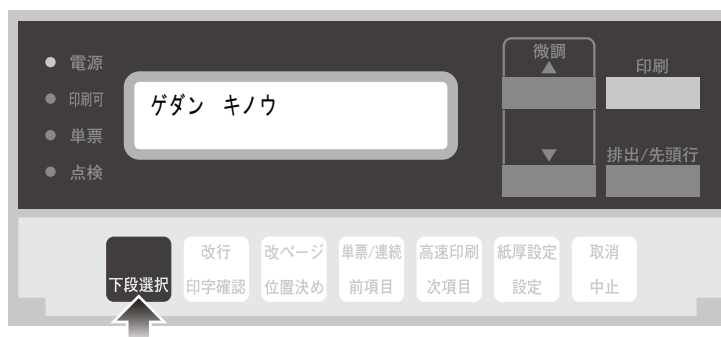 電源
印刷可
単票
点検
ゲダン キノウ
微調
▲
▼
印刷
排出/先頭行
下段選択
改行
印字確認
改ページ
位置決め
単票/連続
前項目
高速印刷
次項目
紙厚設定
設定
取消
中止